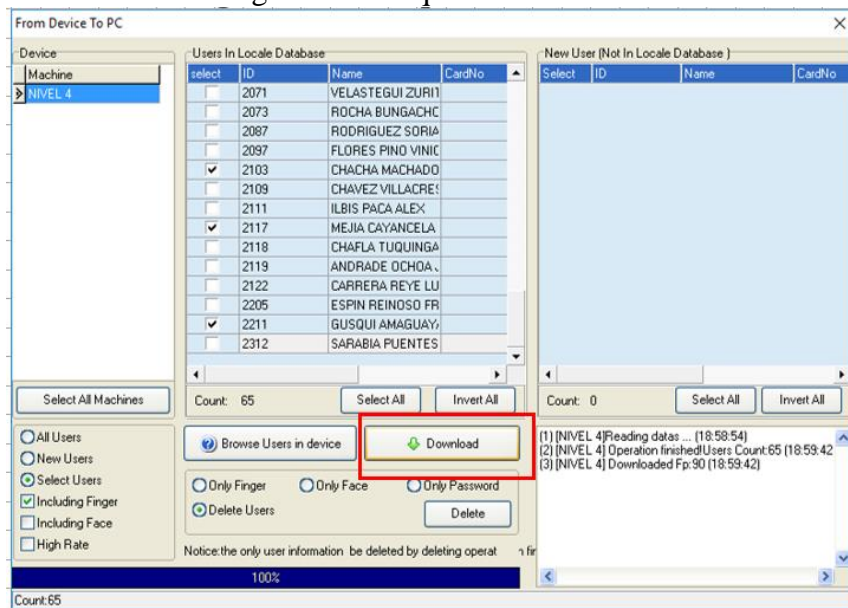 From Device To PC
Device
Machine
NIVEL 4
Select All Machines
Users In Locale Database
select ID Name CardNo
2071 VELASTEGUI ZURIT
2073 ROCHA BUNGACHC
2087 RODRIGUEZ SORIA
2097 FLORES PINO VINIC
2103 CHACHA MACHADO
2109 CHAVEZ VILLACRES
2111 ILBIS PACA ALEX
2117 MEJIA CAYANCELA
2118 CHAFLA TUQUINGA
2119 ANDRADE OCHOA
2122 CARRERA REYE LU
2205 ESPIN REINOSO FR
2211 GUSQUI AMAGUAY
2312 SARABIA PUENTES
Count: 65 Select All Invert All
New User (Not In Locale Database )
Select ID Name CardNo
Count: 0 Select All Invert All
All Users
New Users
Select Users
Including Finger
Including Face
High Rate
Browse Users in device Download
Only Finger Only Face Only Password
Delete Users Delete
Notice:the only user information be deleted by deleting operat
(1) [NIVEL 4]Reading datas ... (18:58:54)
(2) [NIVEL 4] Operation finished!Users Count:65 (18:59:42
(3) [NIVEL 4] Downloaded Fp:90 (18:59:42)
100%
Count:65